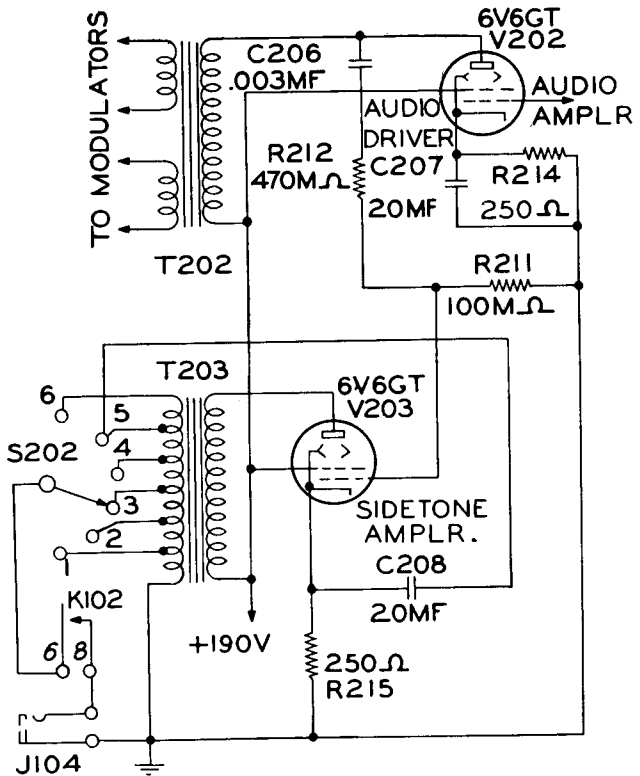 6V6GT
V202
C206
.003MF
AUDIO
DRIVER
AUDIO
AMPLR
TO MODULATORS
R212
470MΩ
C207
20MF
R214
250Ω
T202
R211
100MΩ
T203
6V6GT
V203
6
5
4
S202
3
2
1
SIDETONE
AMPLR.
C208
20MF
K102
6 8
+190V
250Ω
R215
J104